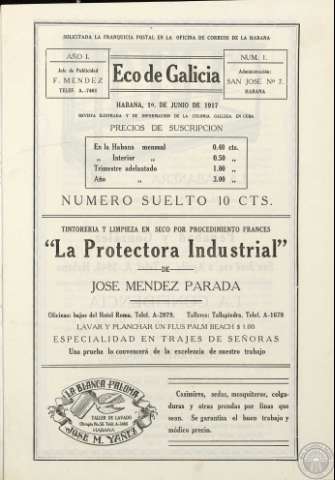 SOLICITADA LA FRANQUICIA POSTAL EN LA OFICINA DE CORREOS DE LA HABANA
AÑO I.
Jefe de Publicidad
F. MENDEZ
TELEF. A.-7463
Eco de Galicia
NUM. 1.
Administración:
SAN JOSE No 7.
HABANA
HABANA, 1o. DE JUNIO DE 1917
REVISTA ILUSTRADA Y DE INFORMACION DE LA COLONIA GALLEGA EN CUBA
PRECIOS DE SUSCRIPCION
En la Habana mensual 0.40 cts.
„ Interior „ 0.50 „
Trimestre adelantado 1.00 „
Año „ 3.00 „
NUMERO SUELTO 10 CTS.
TINTORERIA Y LIMPIEZA EN SECO POR PROCEDIMIENTO FRANCES
“La Protectora Industrial”
DE
JOSE MENDEZ PARADA
Oficinas: bajos del Hotel Roma. Telef. A-2879. Talleres: Tallapiedra. Telef. A-1679
LAVAR Y PLANCHAR UN FLUS PALM BEACH $ 1.00
ESPECIALIDAD EN TRAJES DE SEÑORAS
Una prueba lo convencerá de la excelencia de nuestro trabajo
LA BLANCA PALOMA
TALLER DE LAVADO
HABANA
JOSÉ M. YAÑEZ
Casimires, sedas, mosquiteros, colga-
duras y otras prendas por finas que
sean. Se garantiza el buen trabajo y
módico precio.